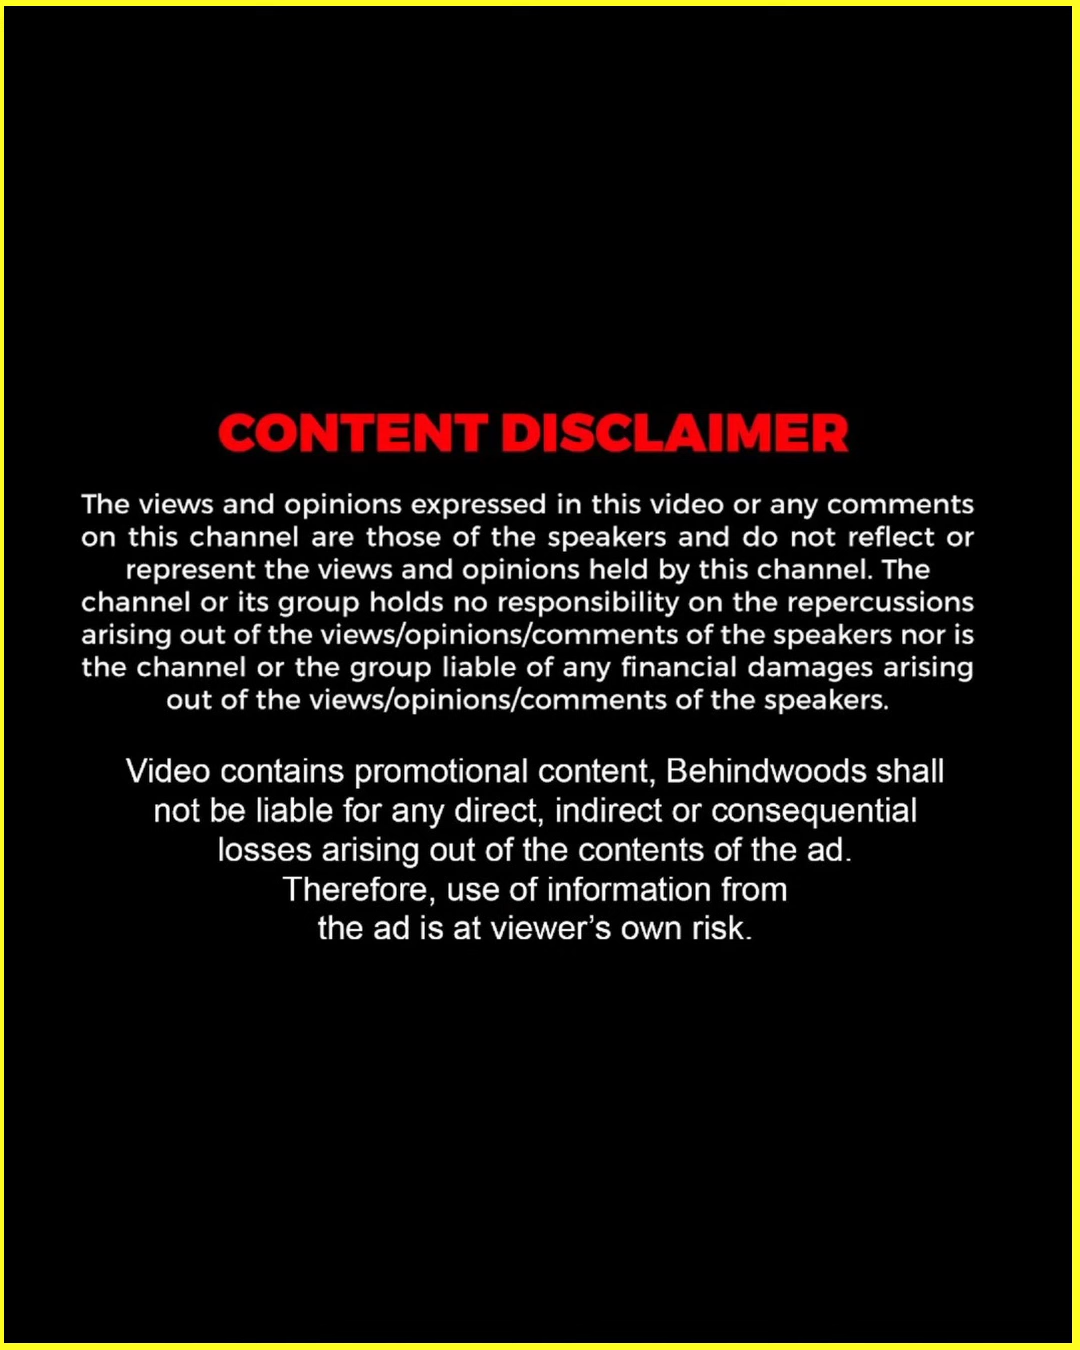 CONTENT DISCLAIMER
The views and opinions expressed in this video or any comments
on this channel are those of the speakers and do not reflect or
represent the views and opinions held by this channel. The
channel or its group holds no responsibility on the repercussions
arising out of the views/opinions/comments of the speakers nor is
the channel or the group liable of any financial damages arising
out of the views/opinions/comments of the speakers.
Video contains promotional content, Behindwoods shall
not be liable for any direct, indirect or consequential
losses arising out of the contents of the ad.
Therefore, use of information from
the ad is at viewer’s own risk.